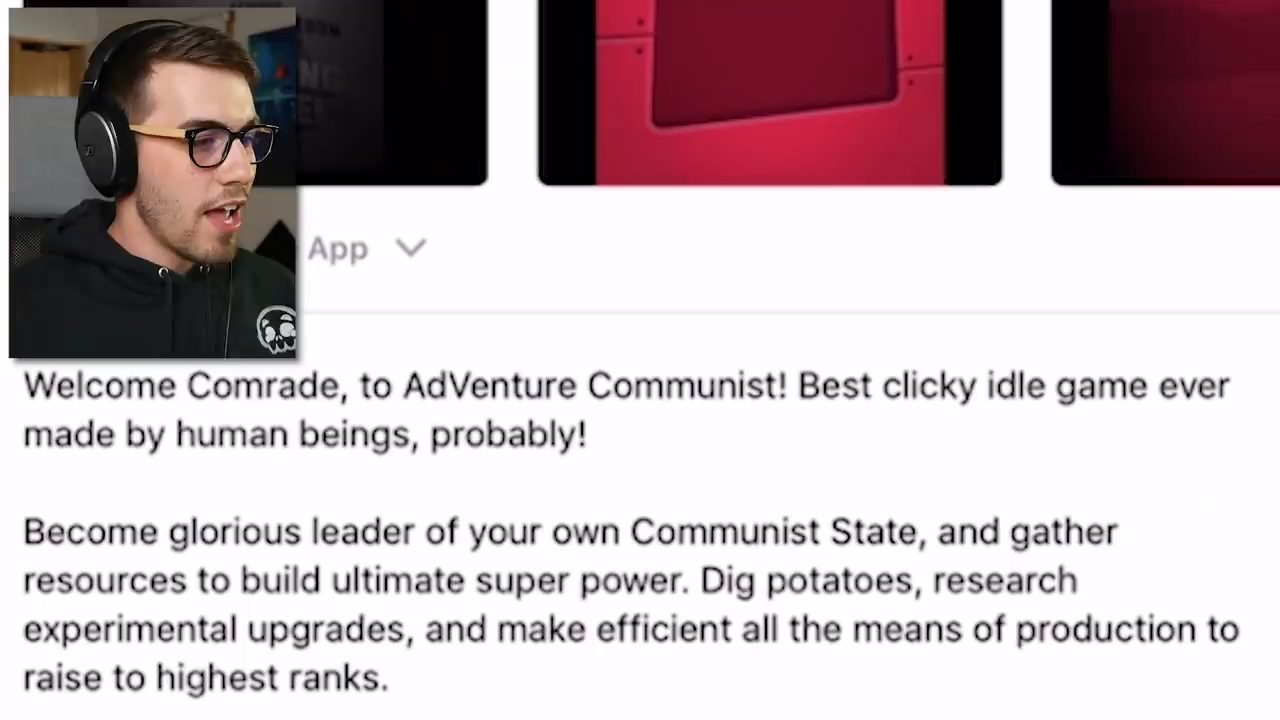 App
Welcome Comrade, to AdVenture Communist! Best clicky idle game ever
made by human beings, probably!
Become glorious leader of your own Communist State, and gather
resources to build ultimate super power. Dig potatoes, research
experimental upgrades, and make efficient all the means of production to
raise to highest ranks.